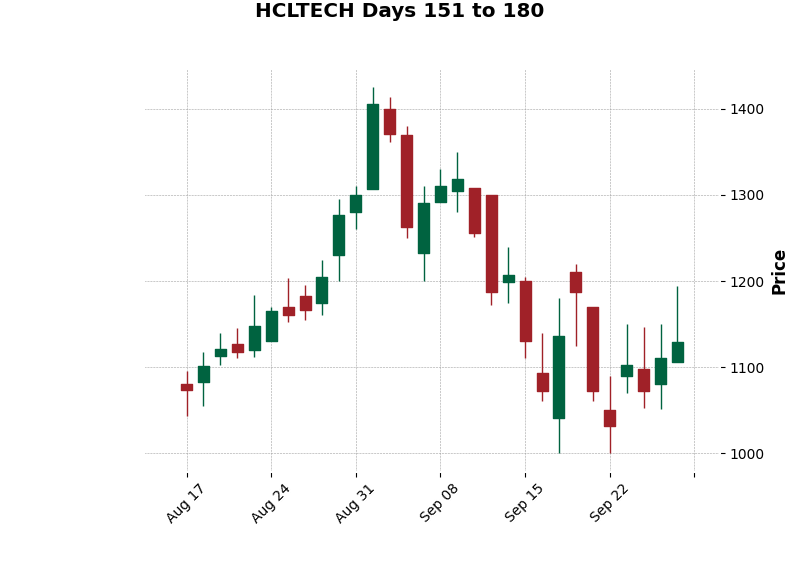 HCLTECH Days 151 to 180
1400
1300
1200
1100
1000
Price
Aug 17
Aug 24
Aug 31
Sep 08
Sep 15
Sep 22